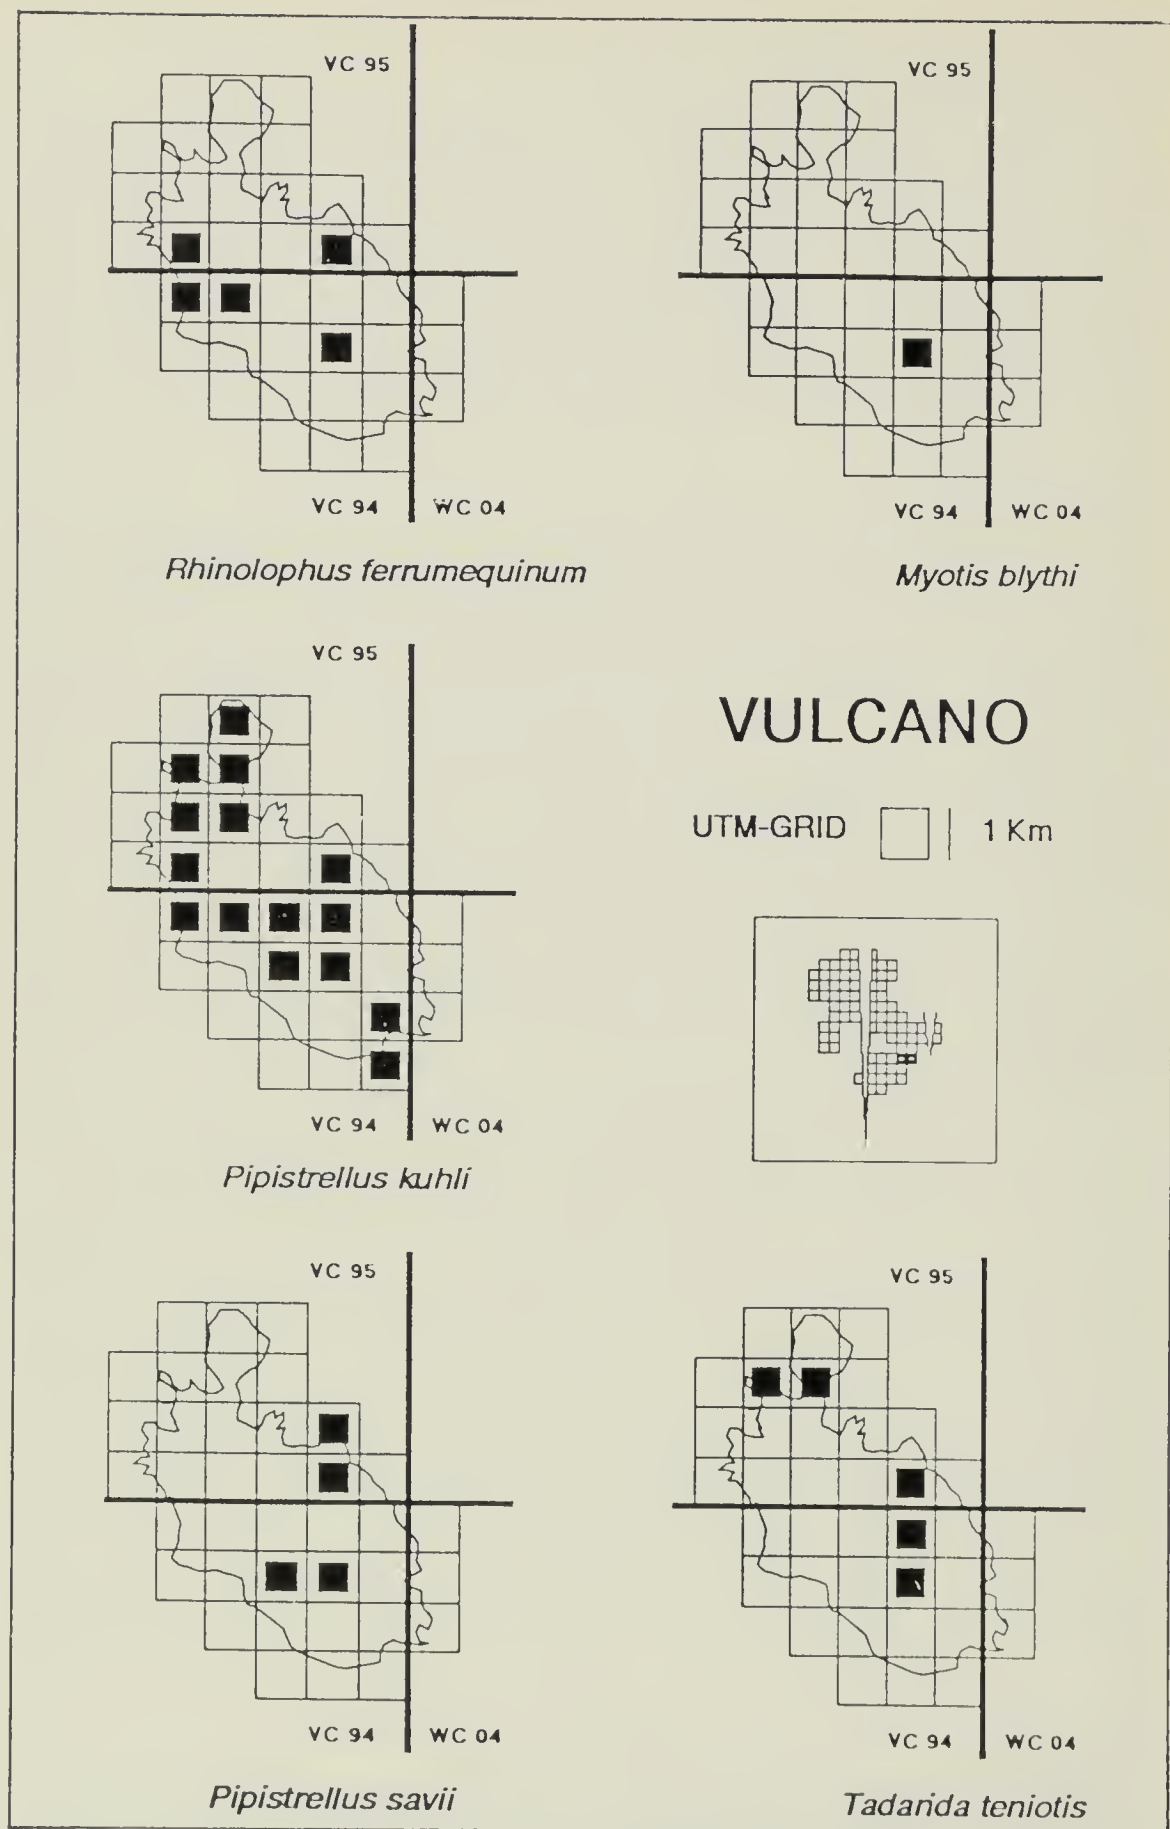 VC 95
VC 95
VC 94 WC 04
VC 94 WC 04
Rhinolophus ferrumequinum
Myotis blythi
VC 95
VULCANO
UTM-GRID 1 Km
VC 94 WC 04
Pipistrellus kuhli
VC 95
VC 95
VC 94 WC 04
VC 94 WC 04
Pipistrellus savii
Tadarida teniotis